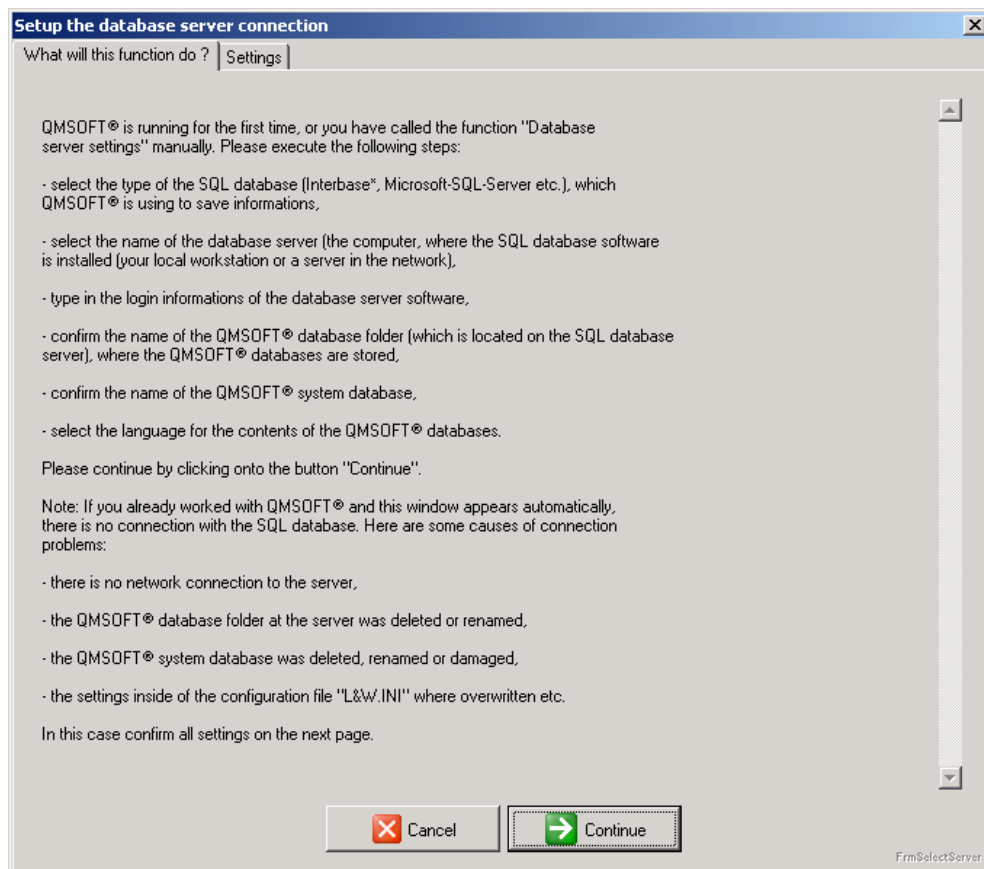 Setup the database server connection
What will this function do ? Settings
QMSOFT® is running for the first time, or you have called the function "Database
server settings" manually. Please execute the following steps:
- select the type of the SQL database (Interbase*, Microsoft-SQL-Server etc.), which
QMSOFT® is using to save informations,
- select the name of the database server (the computer, where the SQL database software
is installed (your local workstation or a server in the network),
- type in the login informations of the database server software,
- confirm the name of the QMSOFT® database folder (which is located on the SQL database
server), where the QMSOFT® databases are stored,
- confirm the name of the QMSOFT® system database,
- select the language for the contents of the QMSOFT® databases.
Please continue by clicking onto the button "Continue".
Note: If you already worked with QMSOFT® and this window appears automatically,
there is no connection with the SQL database. Here are some causes of connection
problems:
- there is no network connection to the server,
- the QMSOFT® database folder at the server was deleted or renamed,
- the QMSOFT® system database was deleted, renamed or damaged,
- the settings inside of the configuration file "L&W.INI" where overwritten etc.
In this case confirm all settings on the next page.
Cancel Continue
FrmSelectServer